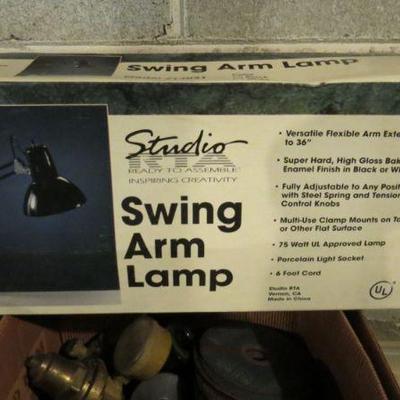 Swing Arm Lamp
Studio
RTA
READY TO ASSEMBLE!
INSPIRING CREATIVITY
Swing
Arm
Lamp
• Versatile Flexible Arm Exte
to 36"
• Super Hard, High Gloss Bak
Enamel Finish in Black or W
• Fully Adjustable to Any Posit
with Steel Spring and Tension
Control Knobs
• Multi-Use Clamp Mounts on Ta
or Other Flat Surface
• 75 Watt UL Approved Lamp
• Porcelain Light Socket
• 6 Foot Cord
Studio RTA
Vernon, CA
Made in China
UL